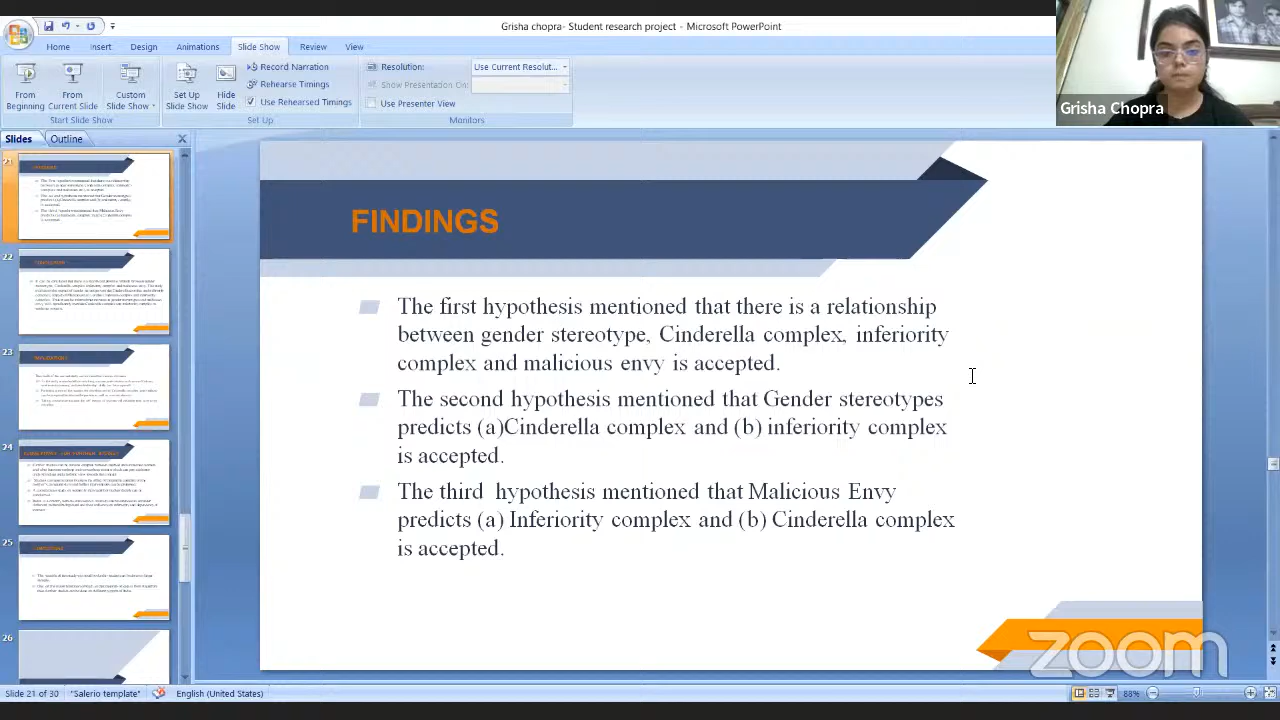 Grisha chopra- Student research project - Microsoft PowerPoint
Home Insert Design Animations Slide Show Review View
From Beginning
From Current Slide
Custom Slide Show
Start Slide Show
Set Up Slide Show
Hide Slide
Record Narration
Rehearse Timings
Use Rehearsed Timings
Set Up
Resolution: Use Current Resolut...
Show Presentation On:
Use Presenter View
Monitors
Grisha Chopra
Slides Outline
21
22
23
24
25
26
FINDINGS
The first hypothesis mentioned that there is a relationship
between gender stereotype, Cinderella complex, inferiority
complex and malicious envy is accepted.
The second hypothesis mentioned that Gender stereotypes
predicts (a)Cinderella complex and (b) inferiority complex
is accepted.
The third hypothesis mentioned that Malicious Envy
predicts (a) Inferiority complex and (b) Cinderella complex
is accepted.
zoom
Slide 21 of 30 "Salerio template" English (United States) 88%